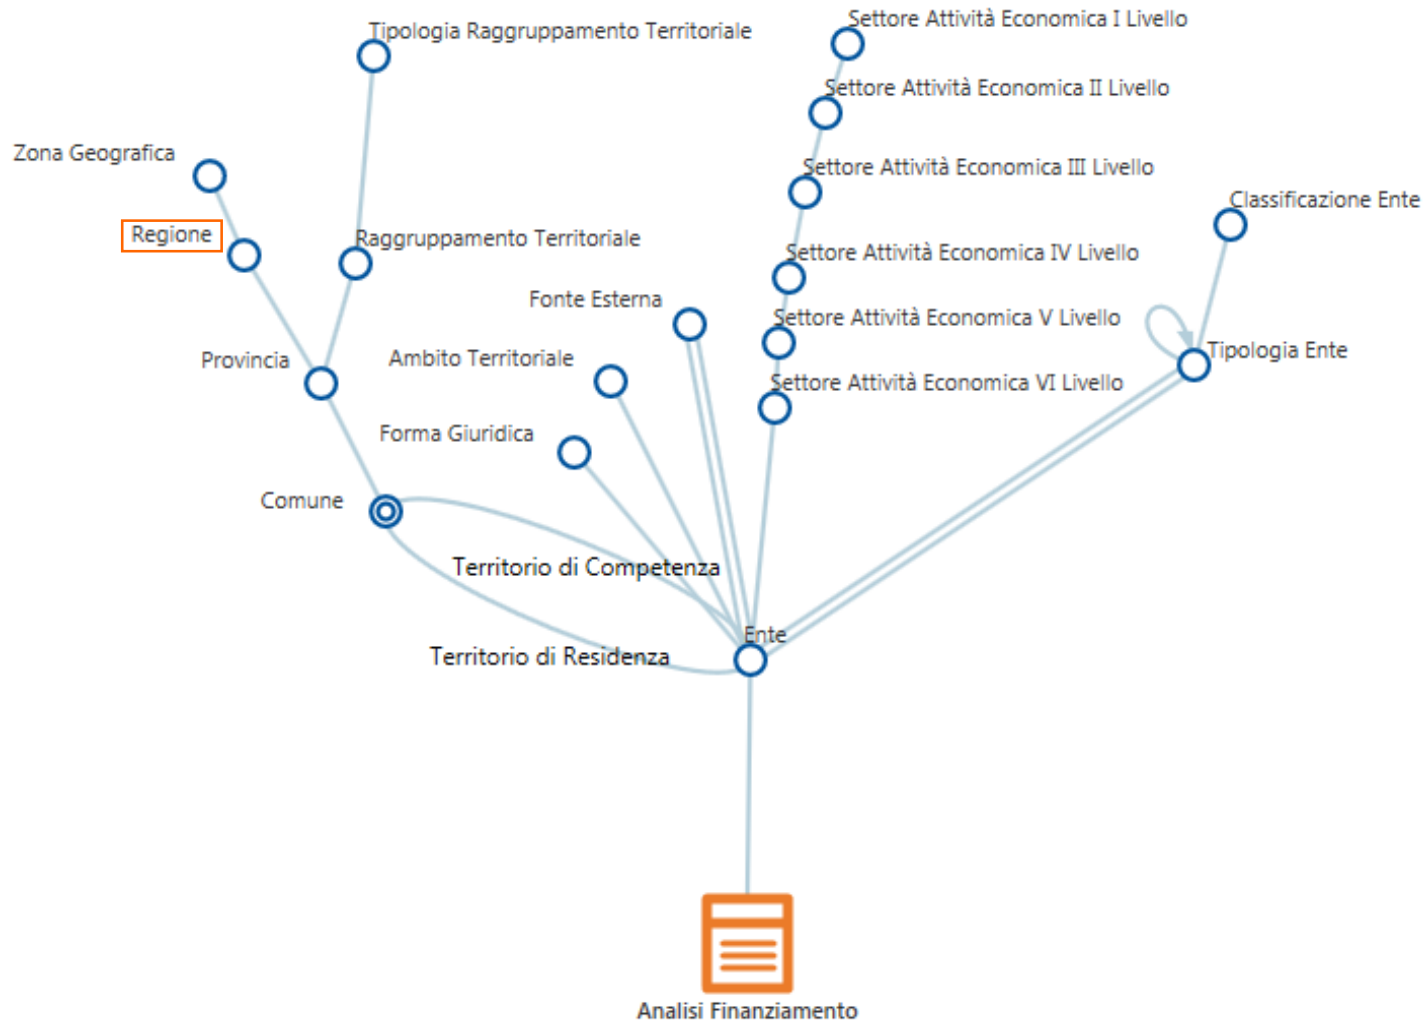 Settore Attività Economica I Livello
Tipologia Raggruppamento Territoriale
Settore Attività Economica II Livello
Zona Geografica
Settore Attività Economica III Livello
Classificazione Ente
Regione
Raggruppamento Territoriale
Settore Attività Economica IV Livello
Fonte Esterna
Settore Attività Economica V Livello
Tipologia Ente
Provincia
Ambito Territoriale
Settore Attività Economica VI Livello
Forma Giuridica
Comune
Territorio di Competenza
Ente
Territorio di Residenza
Analisi Finanziamento